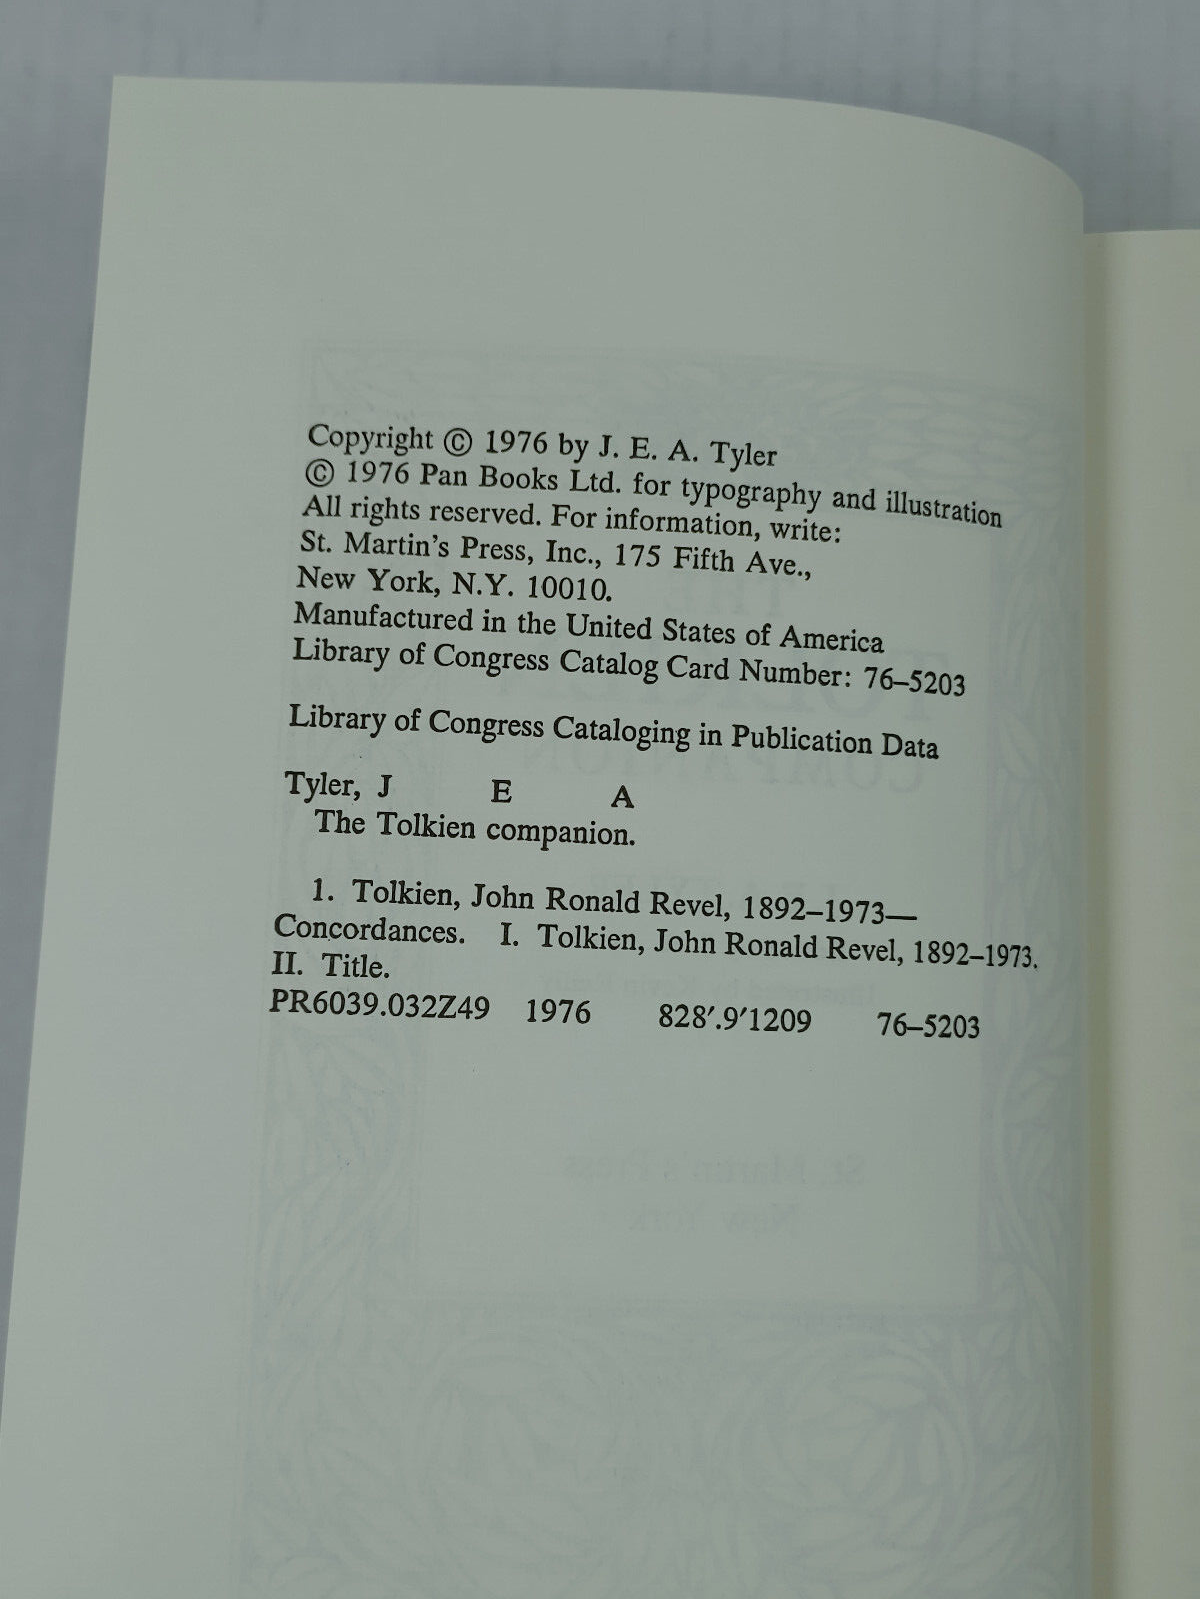 Copyright © 1976 by J. E. A. Tyler
© 1976 Pan Books Ltd. for typography and illustration
All rights reserved. For information, write:
St. Martin's Press, Inc., 175 Fifth Ave.,
New York, N.Y. 10010.
Manufactured in the United States of America
Library of Congress Catalog Card Number: 76–5203
Library of Congress Cataloging in Publication Data
Tyler, J E A
The Tolkien companion.
1. Tolkien, John Ronald Revel, 1892–1973—
Concordances. I. Tolkien, John Ronald Revel, 1892–1973.
II. Title.
PR6039.032Z49 1976 828'.9'1209 76–5203